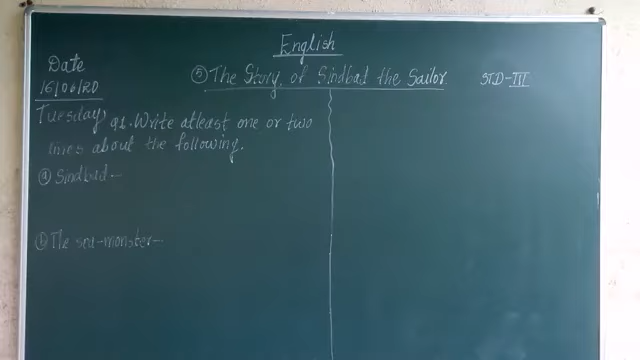 English
Date
16/06/20
⑤ The Story of Sindbad the Sailor
STD-IV
Tuesday
Q1. Write atleast one or two
lines about the following.
ⓐ Sindbad-
ⓑ The sea-monster-